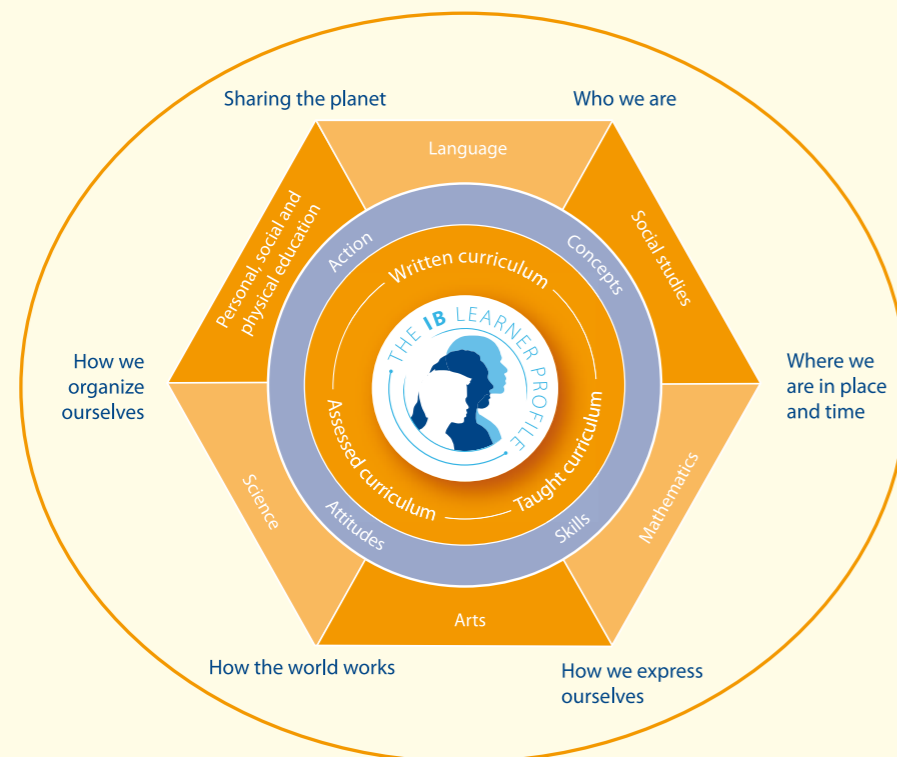 Sharing the planet
Who we are
Language
Personal, social and
physical education
Social studies
Action
Concepts
Written curriculum
THE IB LEARNER PROFILE
How we
organize
ourselves
Where we
are in place
and time
Assessed curriculum
Taught curriculum
Science
Mathematics
Attitudes
Skills
Arts
How the world works
How we express
ourselves